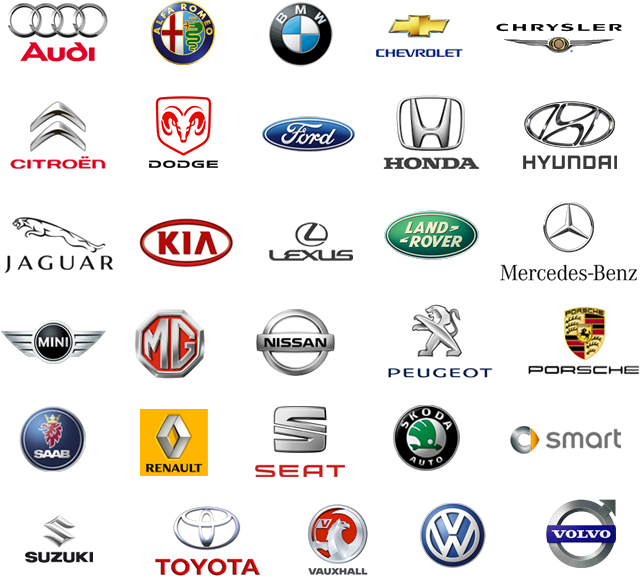 Audi
ALFA ROMEO
BMW
CHEVROLET
CHRYSLER
CITROËN
DODGE
Ford
HONDA
HYUNDAI
JAGUAR
KIA
LEXUS
LAND-
ROVER
Mercedes-Benz
MINI
MG
NISSAN
PEUGEOT
PORSCHE
PORSCHE
SAAB
RENAULT
SEAT
SKODA
AUTO
smart
SUZUKI
TOYOTA
V
VAUXHALL
VW
VOLVO